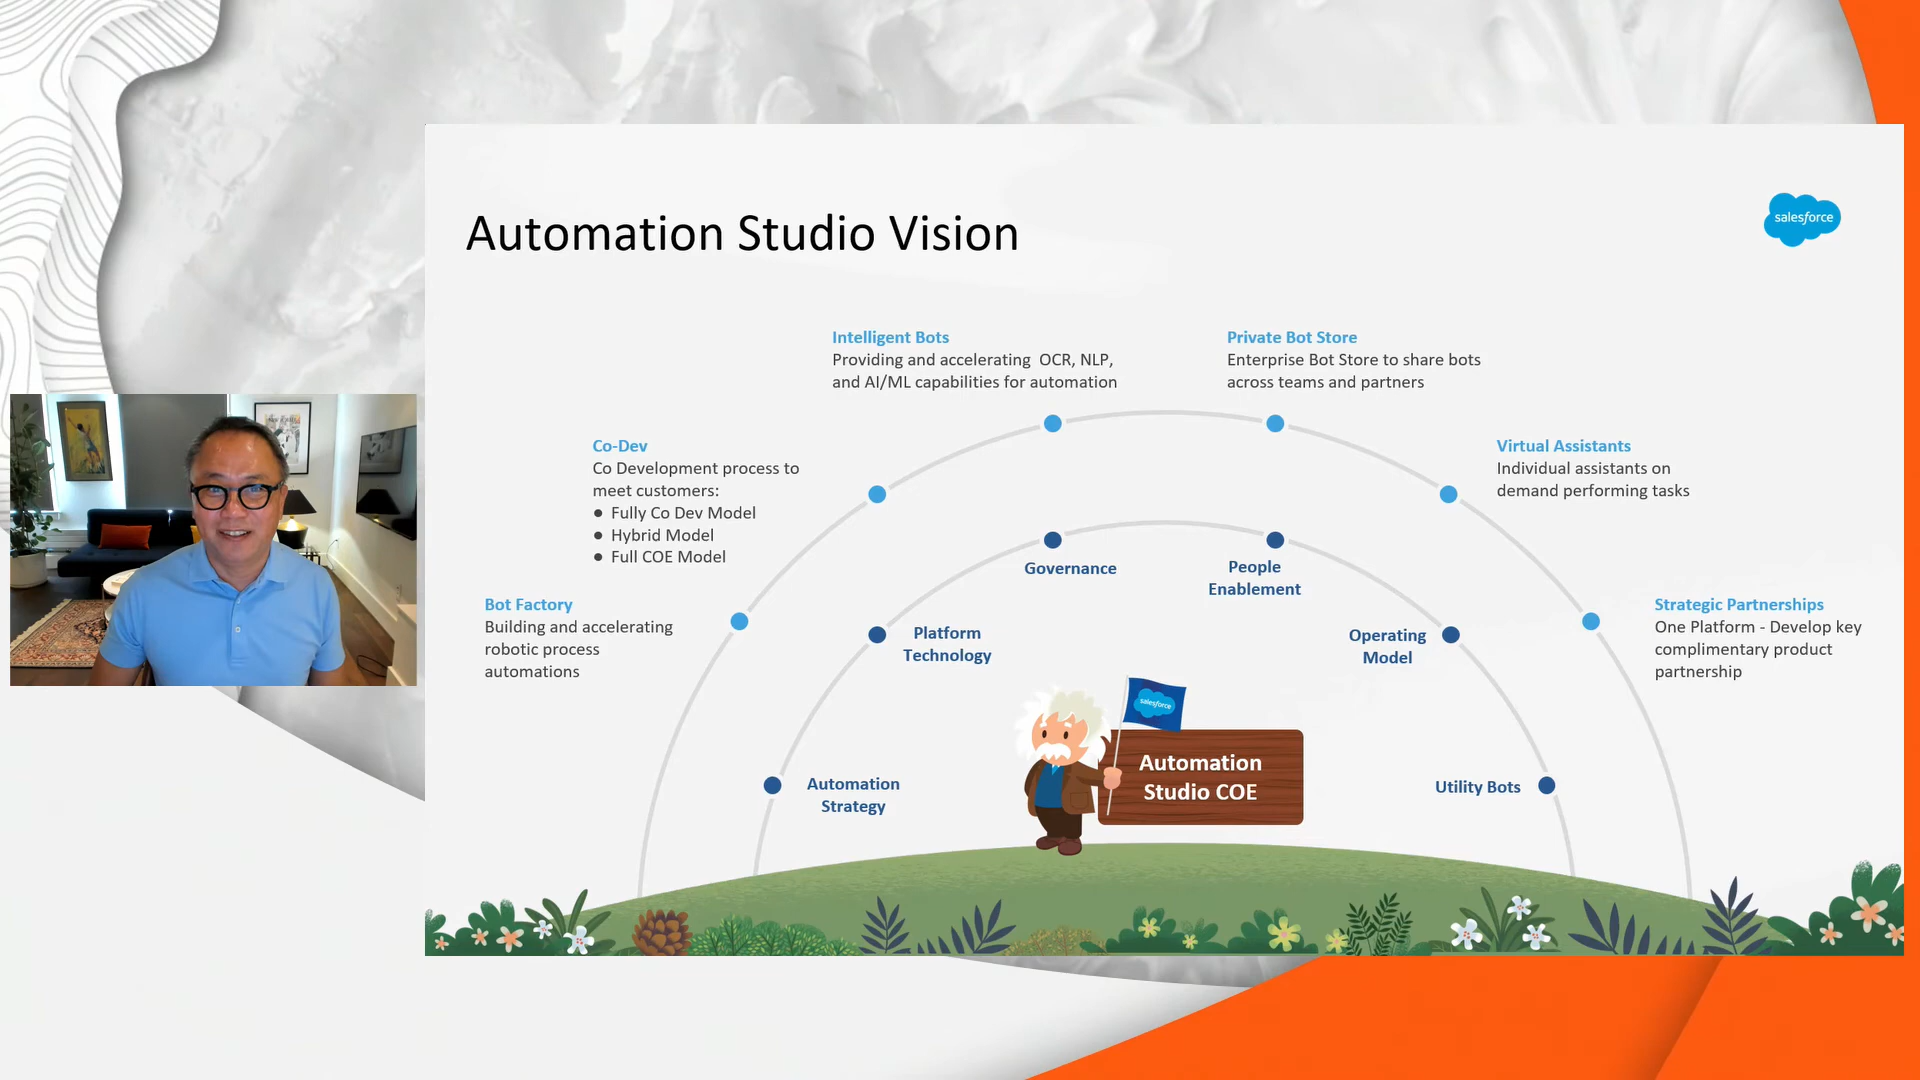 Automation Studio Vision
salesforce
Intelligent Bots
Providing and accelerating OCR, NLP,
and AI/ML capabilities for automation
Private Bot Store
Enterprise Bot Store to share bots
across teams and partners
Co-Dev
Co Development process to
meet customers:
● Fully Co Dev Model
● Hybrid Model
● Full COE Model
Virtual Assistants
Individual assistants on
demand performing tasks
Bot Factory
Building and accelerating
robotic process
automations
Strategic Partnerships
One Platform - Develop key
complimentary product
partnership
Governance
People
Enablement
Platform
Technology
Operating
Model
Automation
Strategy
Utility Bots
salesforce
Automation
Studio COE